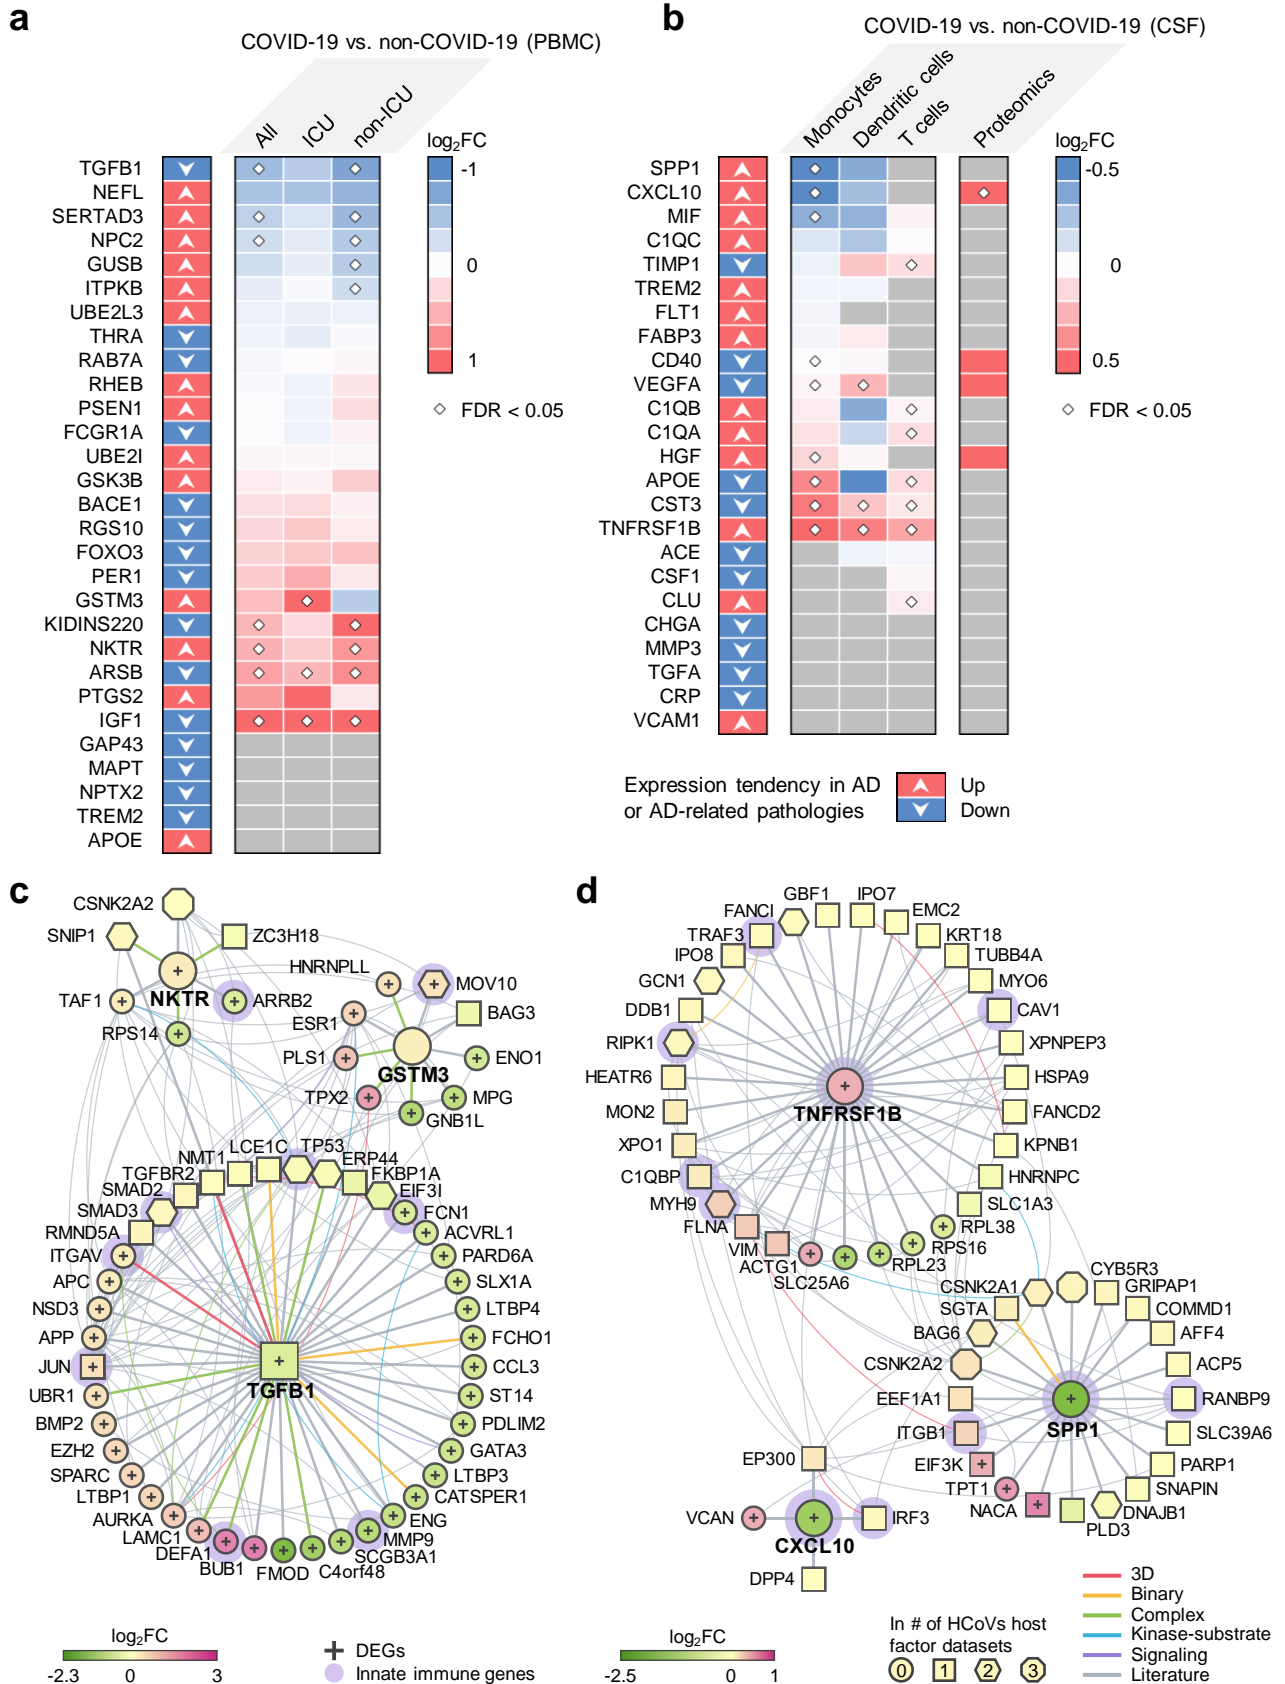 a
COVID-19 vs. non-COVID-19 (PBMC)
All
ICU
non-ICU
log2FC
-1
0
1
FDR < 0.05
TGFB1
NEFL
SERTAD3
NPC2
GUSB
ITPKB
UBE2L3
THRA
RAB7A
RHEB
PSEN1
FCGR1A
UBE2I
GSK3B
BACE1
RGS10
FOXO3
PER1
GSTM3
KIDINS220
NKTR
ARSB
PTGS2
IGF1
GAP43
MAPT
NPTX2
TREM2
APOE
b
COVID-19 vs. non-COVID-19 (CSF)
Monocytes
Dendritic cells
T cells
Proteomics
log2FC
-0.5
0
0.5
FDR < 0.05
SPP1
CXCL10
MIF
C1QC
TIMP1
TREM2
FLT1
FABP3
CD40
VEGFA
C1QB
C1QA
HGF
APOE
CST3
TNFRSF1B
ACE
CSF1
CLU
CHGA
MMP3
TGFA
CRP
VCAM1
Expression tendency in AD
or AD-related pathologies
Up
Down
c
CSNK2A2
SNIP1
ZC3H18
NKTR
TAF1
ARRB2
RPS14
HNRNPLL
MOV10
ESR1
BAG3
PLS1
GSTM3
ENO1
TPX2
MPG
GNB1L
LCE1C
TP53
NMT1
ERP44
TGFBR2
FKBP1A
SMAD2
EIF3I
SMAD3
FCN1
RMND5A
ACVRL1
ITGAV
PARD6A
APC
SLX1A
NSD3
LTBP4
APP
FCHO1
JUN
CCL3
TGFB1
UBR1
ST14
BMP2
PDLIM2
EZH2
GATA3
SPARC
LTBP3
LTBP1
CATSPER1
AURKA
ENG
LAMC1
MMP9
DEFA1
SCGB3A1
BUB1
FMOD
C4orf48
log2FC
-2.3
0
3
DEGs
Innate immune genes
d
GBF1
IPO7
FANCI
EMC2
TRAF3
KRT18
IPO8
TUBB4A
GCN1
MYO6
DDB1
CAV1
RIPK1
XPNPEP3
HEATR6
HSPA9
TNFRSF1B
MON2
FANCD2
XPO1
KPNB1
C1QBP
HNRNPC
MYH9
SLC1A3
FLNA
RPL38
VIM
RPS16
ACTG1
RPL23
SLC25A6
CYB5R3
CSNK2A1
GRIPAP1
SGTA
COMMD1
BAG6
AFF4
CSNK2A2
ACP5
EEF1A1
RANBP9
SPP1
ITGB1
SLC39A6
EIF3K
PARP1
TPT1
SNAPIN
NACA
DNAJB1
PLD3
EP300
VCAN
IRF3
CXCL10
DPP4
log2FC
-2.5
0
1
In # of HCoVs host
factor datasets
0
1
2
3
3D
Binary
Complex
Kinase-substrate
Signaling
Literature